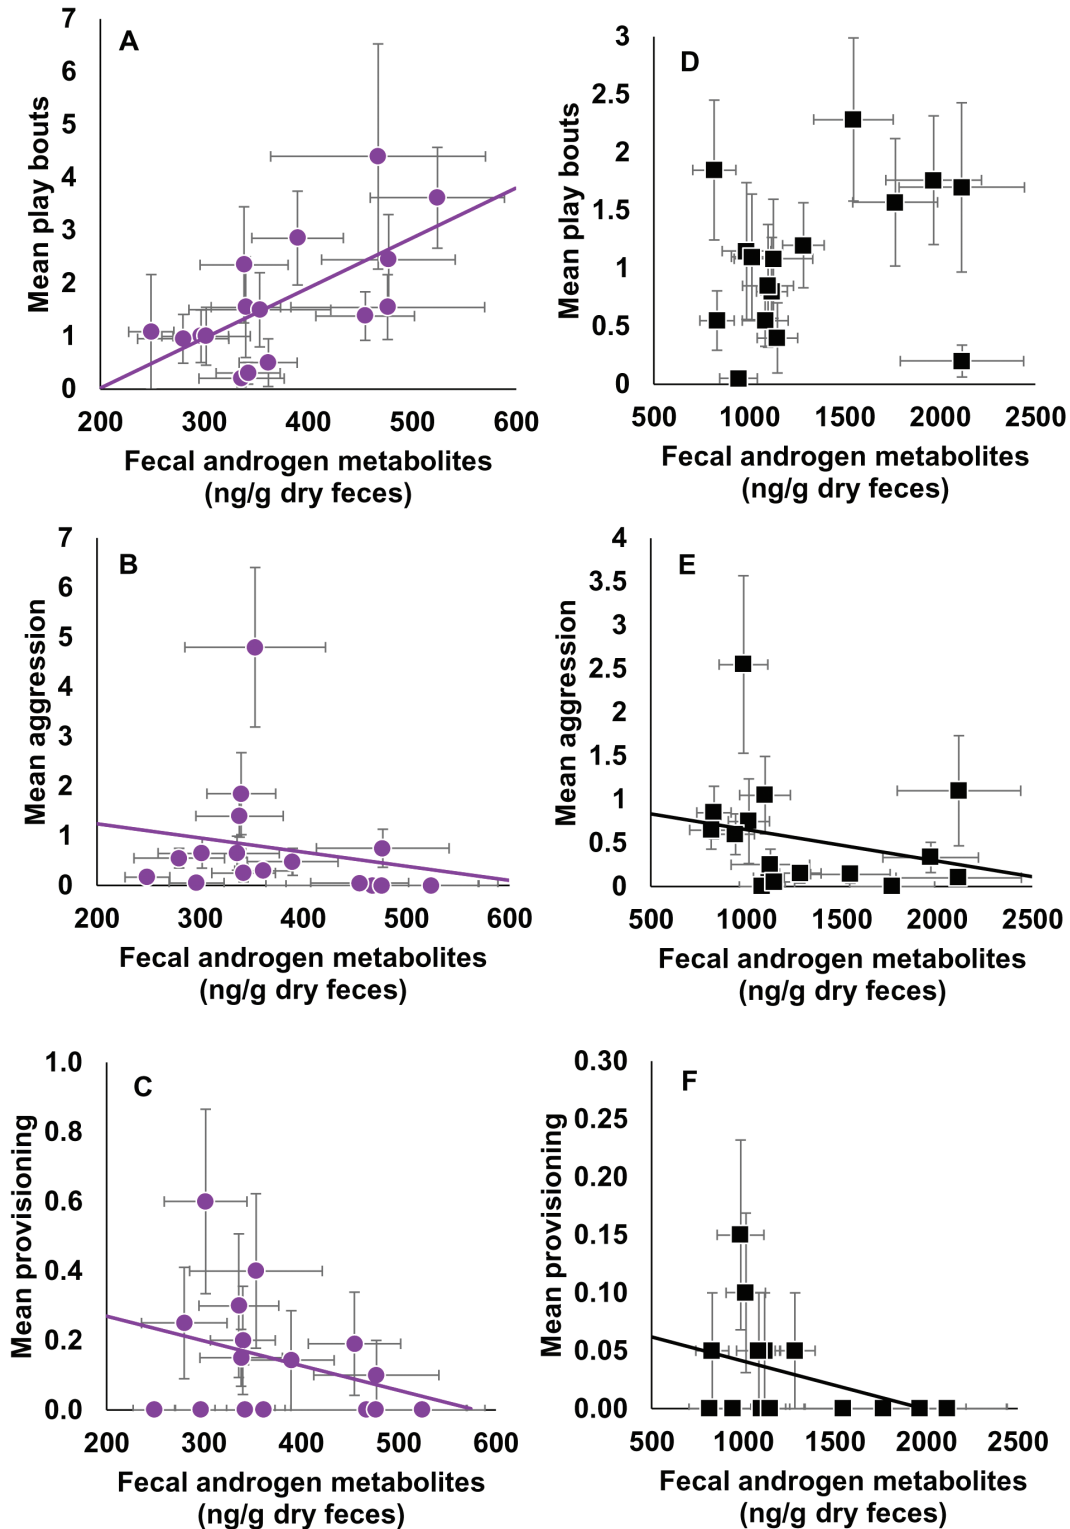 A
Mean play bouts
7
6
5
4
3
2
1
0
200 300 400 500 600
Fecal androgen metabolites
(ng/g dry feces)
D
Mean play bouts
3
2.5
2
1.5
1
0.5
0
500 1000 1500 2000 2500
Fecal androgen metabolites
(ng/g dry feces)
B
Mean aggression
7
6
5
4
3
2
1
0
200 300 400 500 600
Fecal androgen metabolites
(ng/g dry feces)
E
Mean aggression
4
3.5
3
2.5
2
1.5
1
0.5
0
500 1000 1500 2000 2500
Fecal androgen metabolites
(ng/g dry feces)
C
Mean provisioning
1.0
0.8
0.6
0.4
0.2
0.0
200 300 400 500 600
Fecal androgen metabolites
(ng/g dry feces)
F
Mean provisioning
0.30
0.25
0.20
0.15
0.10
0.05
0.00
500 1000 1500 2000 2500
Fecal androgen metabolites
(ng/g dry feces)